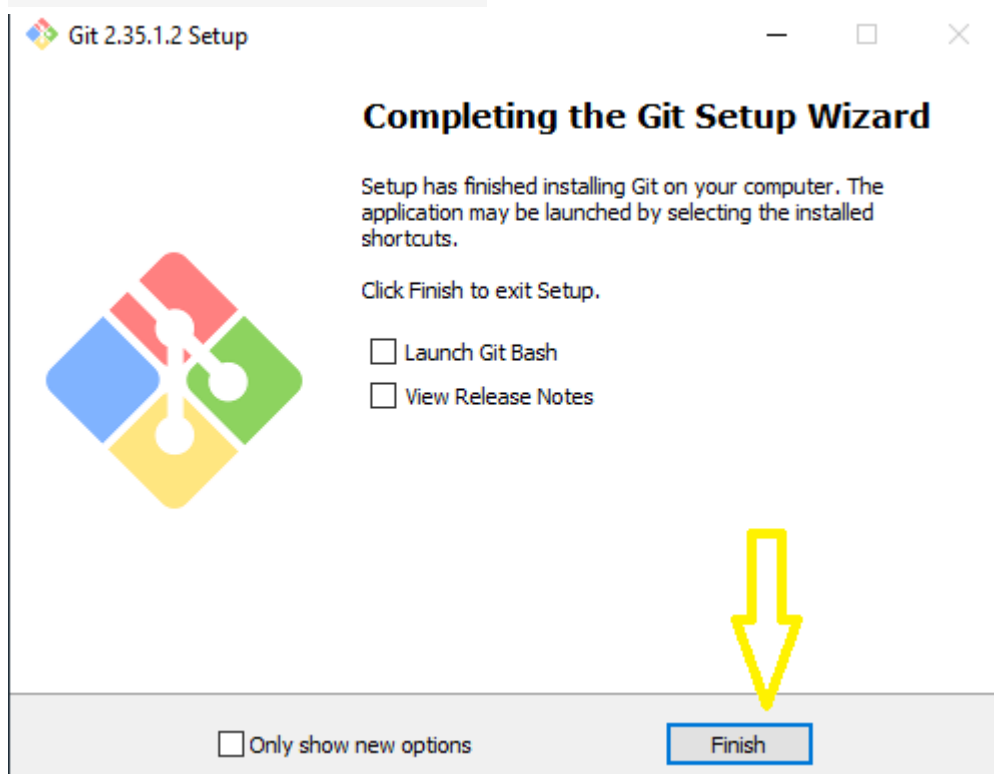 Git 2.35.1.2 Setup
Completing the Git Setup Wizard
Setup has finished installing Git on your computer. The
application may be launched by selecting the installed
shortcuts.
Click Finish to exit Setup.
Launch Git Bash
View Release Notes
Only show new options
Finish